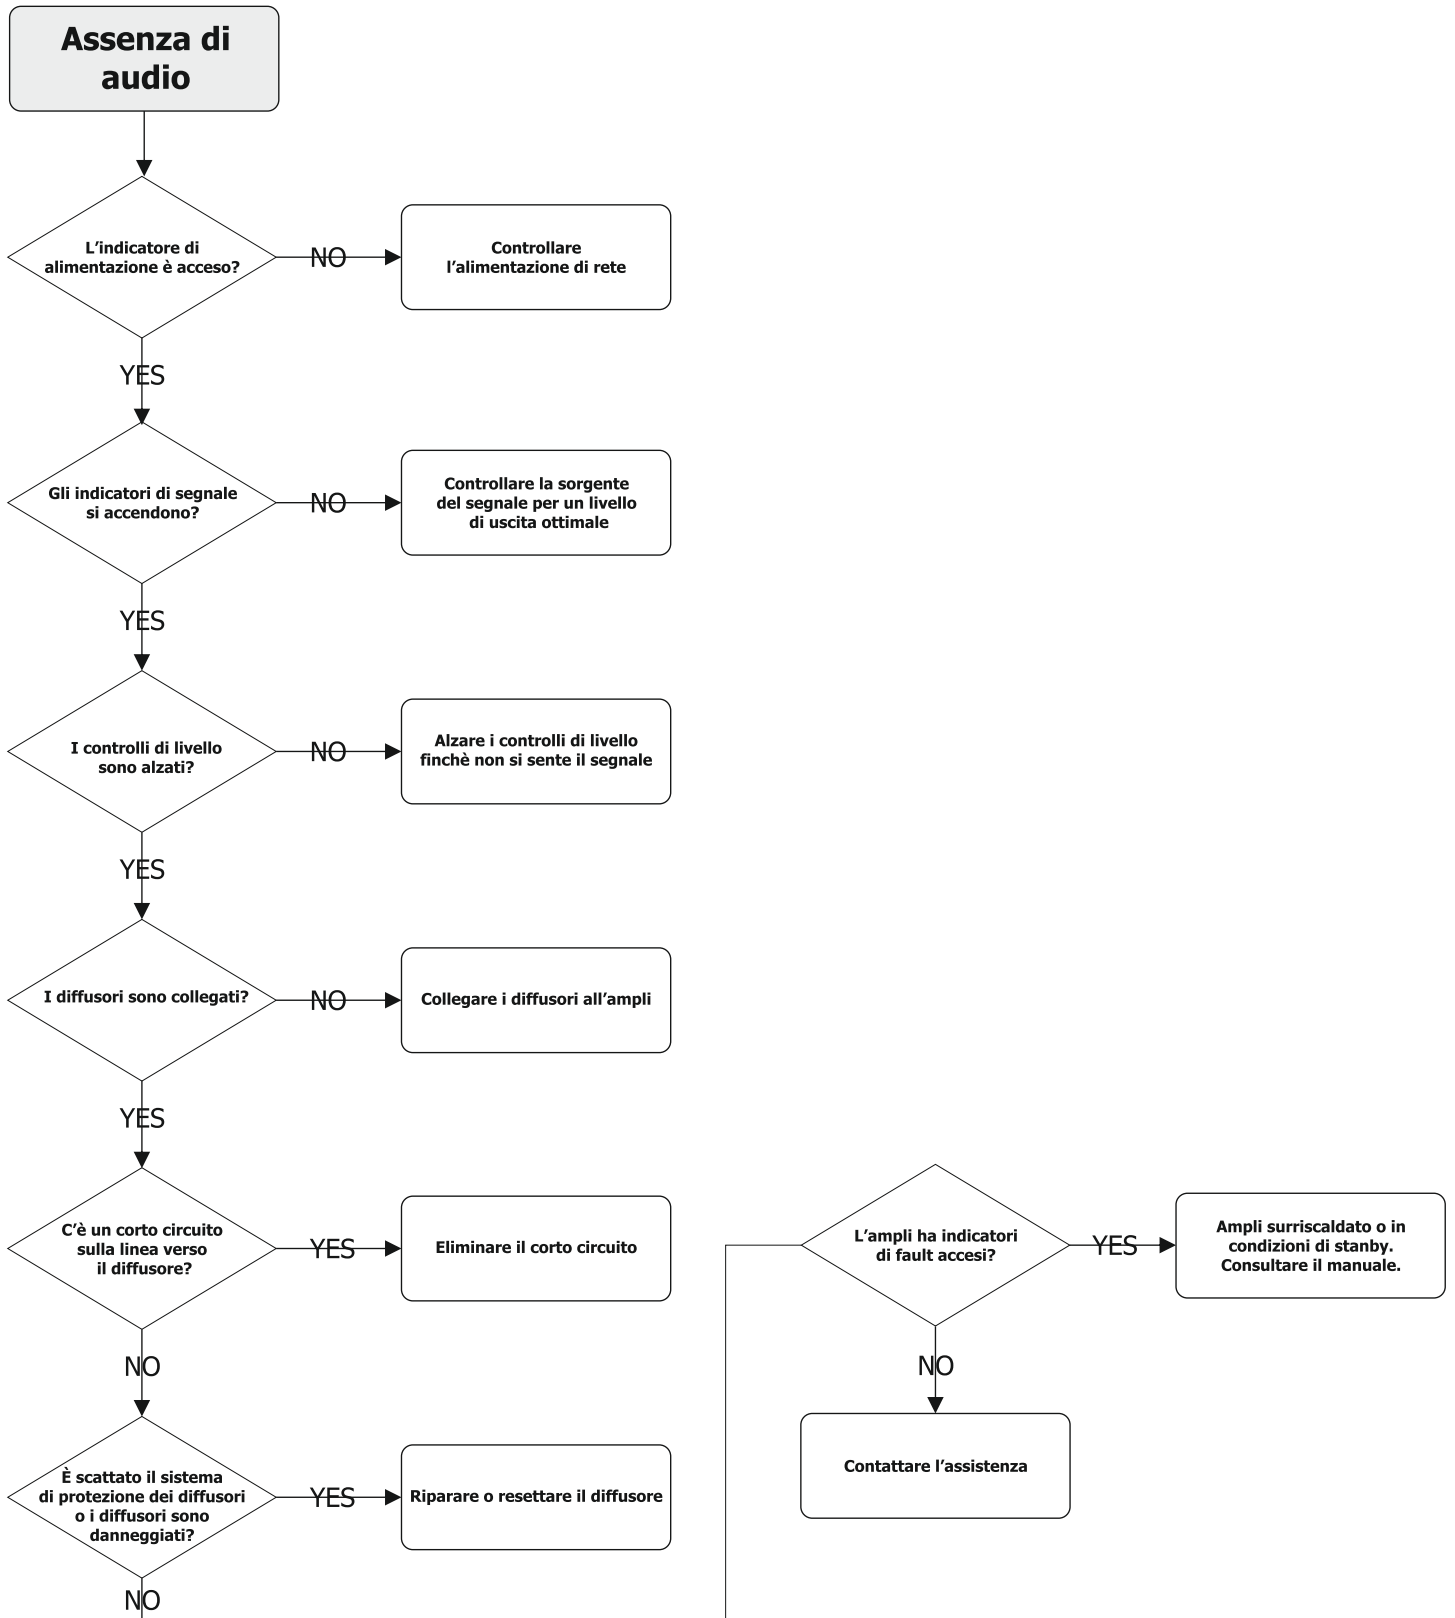 Assenza di
audio
L'indicatore di
alimentazione è acceso?
NO
Controllare
l'alimentazione di rete
YES
Gli indicatori di segnale
si accendono?
NO
Controllare la sorgente
del segnale per un livello
di uscita ottimale
YES
I controlli di livello
sono alzati?
NO
Alzare i controlli di livello
finchè non si sente il segnale
YES
I diffusori sono collegati?
NO
Collegare i diffusori all'ampli
YES
C'è un corto circuito
sulla linea verso
il diffusore?
YES
Eliminare il corto circuito
NO
È scattato il sistema
di protezione dei diffusori
o i diffusori sono
danneggiati?
YES
Riparare o resettare il diffusore
NO
L'ampli ha indicatori
di fault accesi?
YES
Ampli surriscaldato o in
condizioni di stanby.
Consultare il manuale.
NO
Contattare l'assistenza